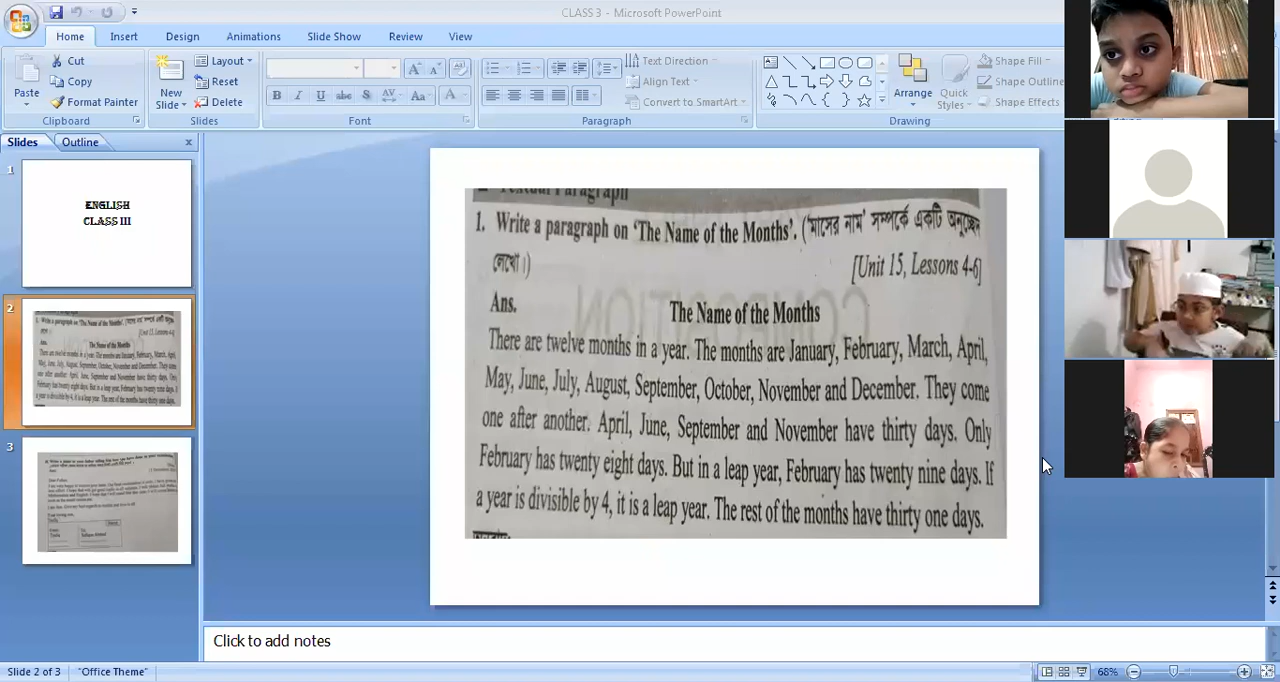 CLASS 3 - Microsoft PowerPoint
Home Insert Design Animations Slide Show Review View
Paste
Cut
Copy
Format Painter
Clipboard
New
Slide
Layout
Reset
Delete
Slides
Font
Text Direction
Align Text
Convert to SmartArt
Paragraph
Arrange
Quick
Styles
Shape Fill
Shape Outline
Shape Effects
Drawing
Slides Outline
1
ENGLISH
CLASS III
2
3
Textual Paragraph
1. Write a paragraph on 'The Name of the Months'. ('মাসের নাম' সম্পর্কে একটি অনুচ্ছেদ
লেখো।) [Unit 15, Lessons 4-6]
Ans. The Name of the Months
There are twelve months in a year. The months are January, February, March, April,
May, June, July, August, September, October, November and December. They come
one after another. April, June, September and November have thirty days. Only
February has twenty eight days. But in a leap year, February has twenty nine days. If
a year is divisible by 4, it is a leap year. The rest of the months have thirty one days.
Click to add notes
Slide 2 of 3 "Office Theme" 68%